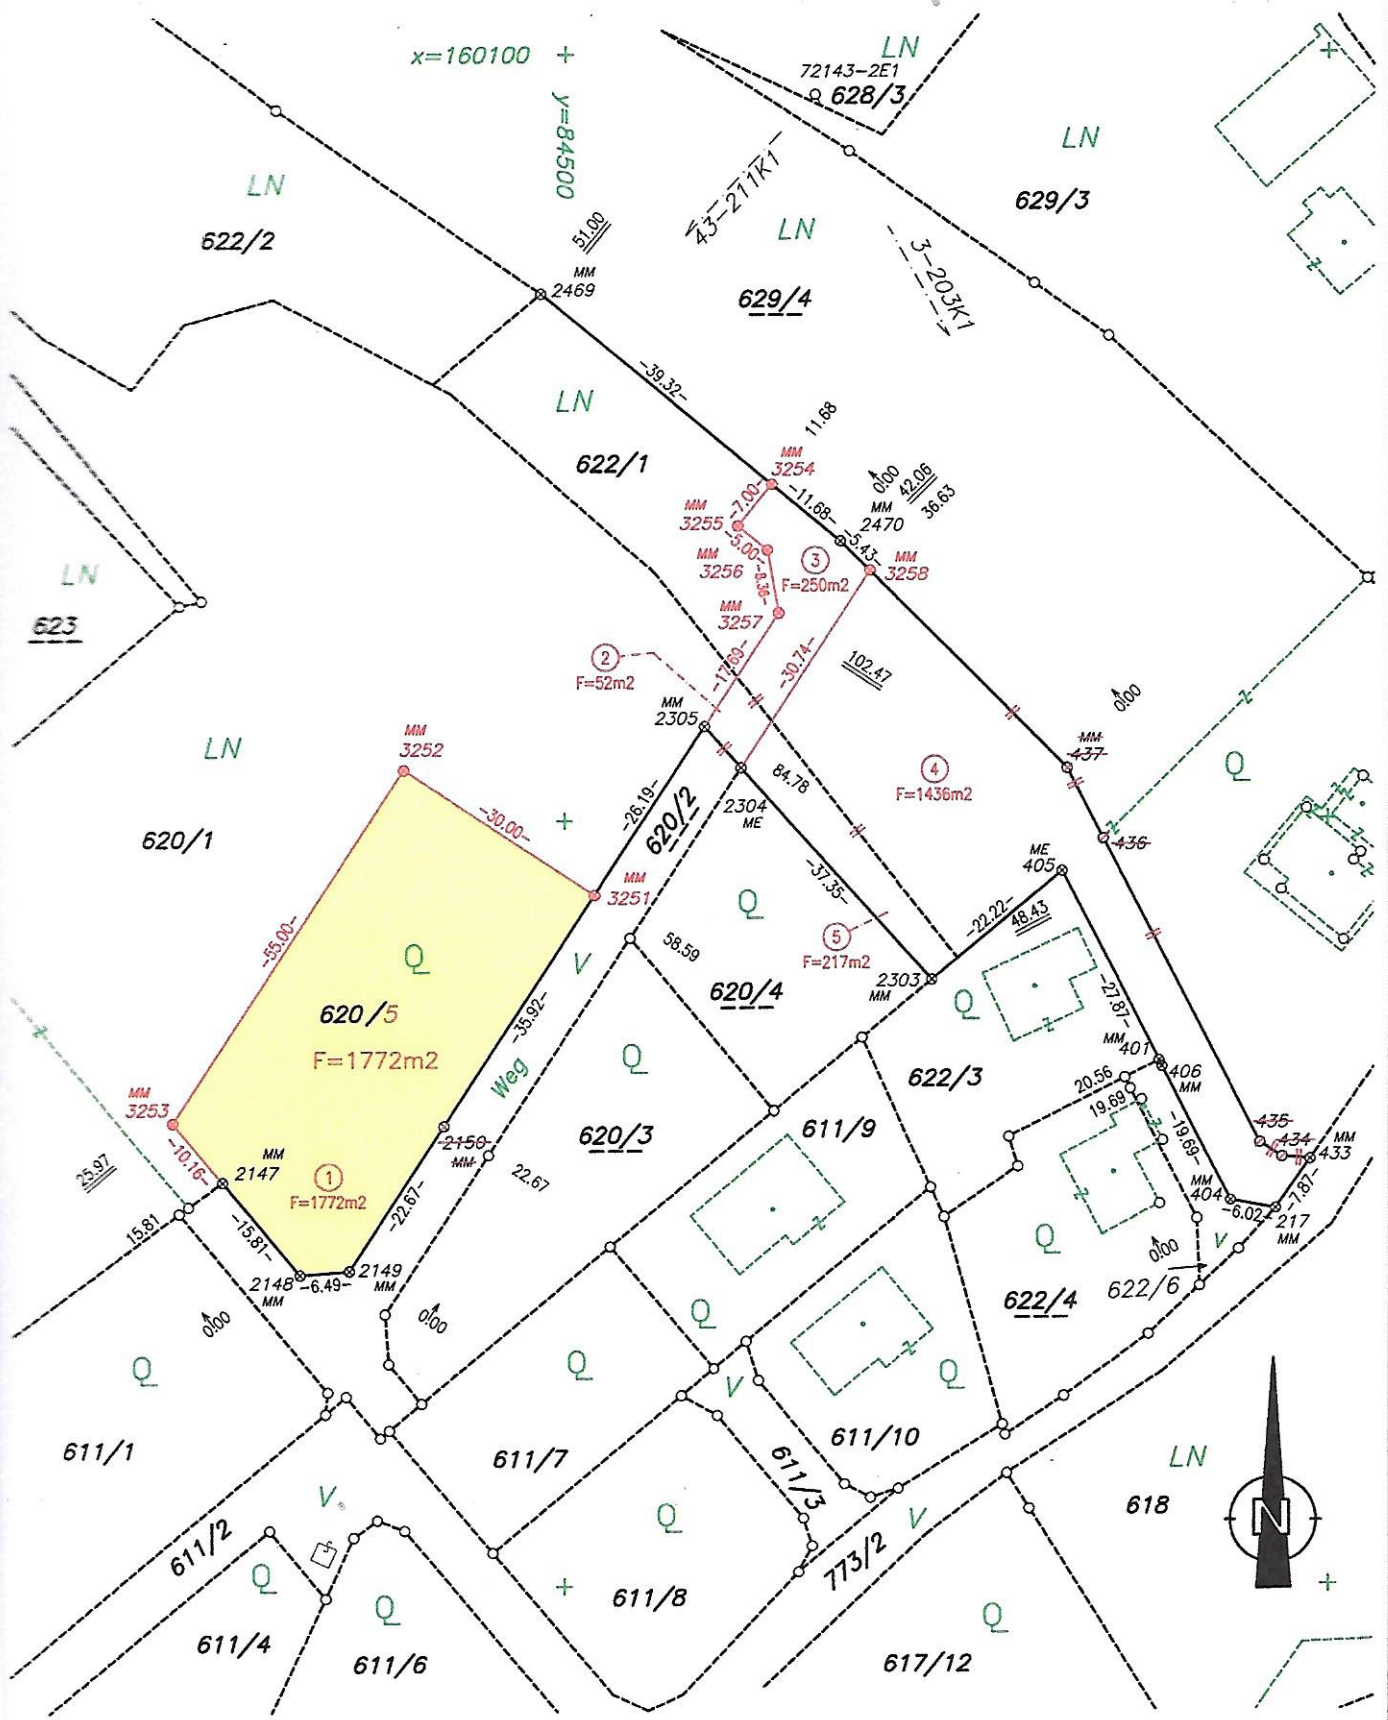 x=160100
y=84500
LN
72143-2E1
628/3
LN
629/3
LN
622/2
51.00
43-211K1
LN
3-203K1
MM
2469
629/4
-39.32-
LN
622/1
11.68
MM
3254
-7.00-
-11.68-
0.00
42.06
36.63
MM
2470
MM
3255
-5.00-
-5.43-
MM
3256
-8.36-
3
F=250m2
MM
3258
MM
3257
LN
623
2
F=52m2
-17.69-
-30.74-
102.47
0.00
MM
2305
MM
437
LN
MM
3252
84.78
4
F=1436m2
Q
620/1
-30.00-
-26.19-
620/2
2304
ME
436
ME
405
-37.35-
MM
3251
Q
-22.22-
48.43
-55.00-
Q
V
58.59
5
F=217m2
2303
MM
620/4
Q
620/5
-35.92-
-27.87-
F=1772m2
Weg
Q
622/3
MM
401
406
MM
20.56
19.69
MM
3253
-10.16-
2150
MM
620/3
611/9
-19.69-
435
434
MM
433
25.97
MM
2147
1
F=1772m2
22.67
-22.67-
MM
404
-7.87-
-6.02-
217
MM
15.81
-15.81-
Q
0.00
V
2148
MM
-6.49-
2149
MM
622/6
0.00
0.00
Q
622/4
Q
Q
V
Q
611/1
611/7
611/10
611/3
LN
618
V
V
N
611/2
Q
Q
773/2
611/8
Q
Q
611/4
611/6
617/12